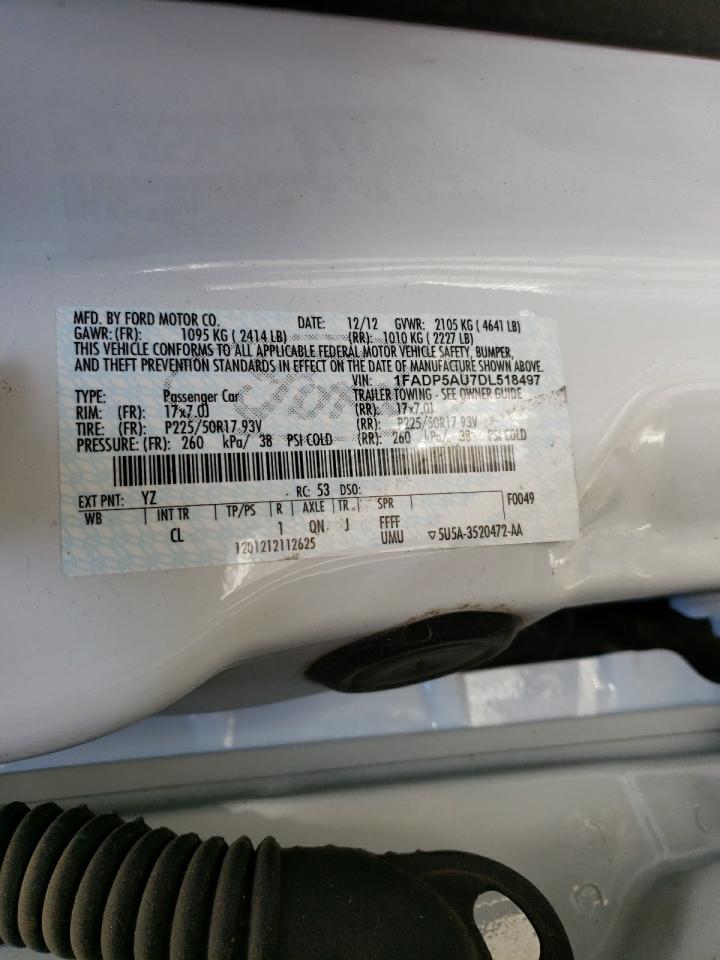 MFD. BY FORD MOTOR CO. DATE: 12/12 GVWR: 2105 KG ( 4641 LB)
GAWR: (FR): 1095 KG ( 2414 LB) (RR): 1010 KG ( 2227 LB)
THIS VEHICLE CONFORMS TO ALL APPLICABLE FEDERAL MOTOR VEHICLE SAFETY, BUMPER,
AND THEFT PREVENTION STANDARDS IN EFFECT ON THE DATE OF MANUFACTURE SHOWN ABOVE.
VIN: 1FADP5AU7DL518497
TYPE: Passenger Car TRAILER TOWING - SEE OWNER GUIDE
RIM: (FR): 17x7.0J (RR): 17x7.0J
TIRE: (FR): P225/50R17 93V (RR): P225/50R17 93V
PRESSURE: (FR): 260 kPa/ 38 PSI COLD (RR): 260 kPa/ 38 PSI COLD
EXT PNT: YZ RC: 53 DSO:
WB INT TR TP/PS R AXLE TR SPR F0049
CL 1 QN J FFFF
1201212112625 UMU ▽5U5A-3520472-AA